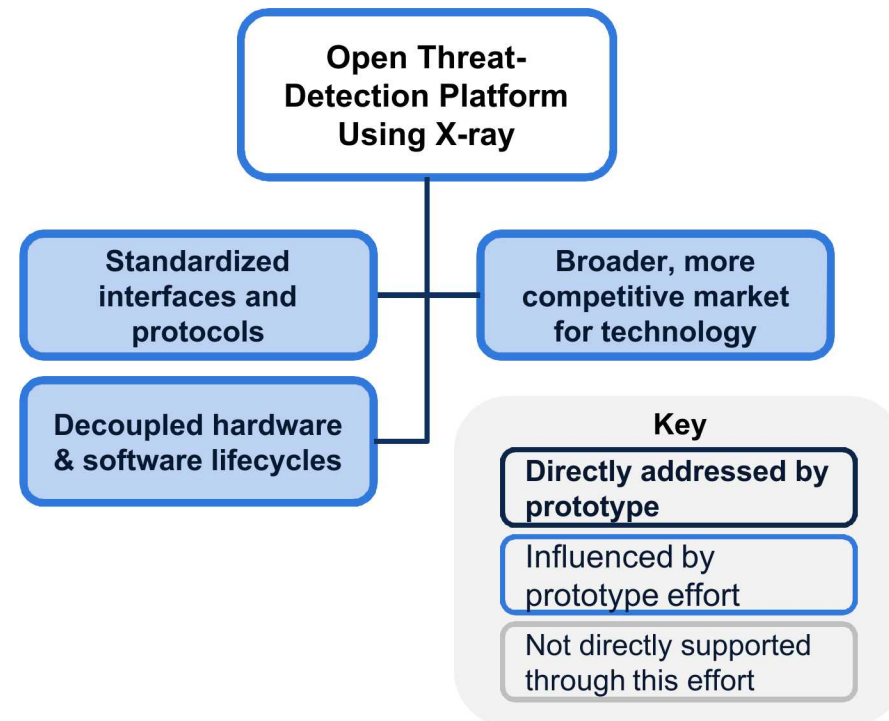 Open Threat-
Detection Platform
Using X-ray
Standardized
interfaces and
protocols
Broader, more
competitive market
for technology
Decoupled hardware
& software lifecycles
Key
Directly addressed by
prototype
Influenced by
prototype effort
Not directly supported
through this effort